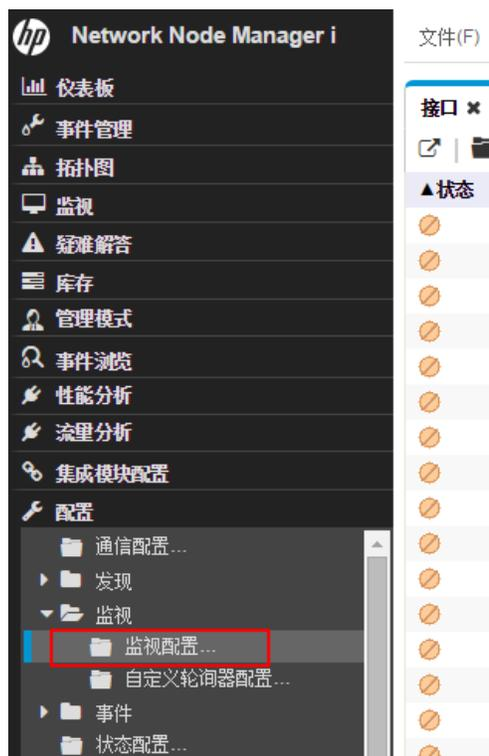 hp Network Node Manager i
文件(F)
仪表板
事件管理
拓扑图
监视
疑难解答
库存
管理模式
事件浏览
性能分析
流量分析
集成模块配置
配置
通信配置...
发现
监视
监视配置...
自定义轮询器配置...
事件
状态配置...
接口 ✖
▲状态